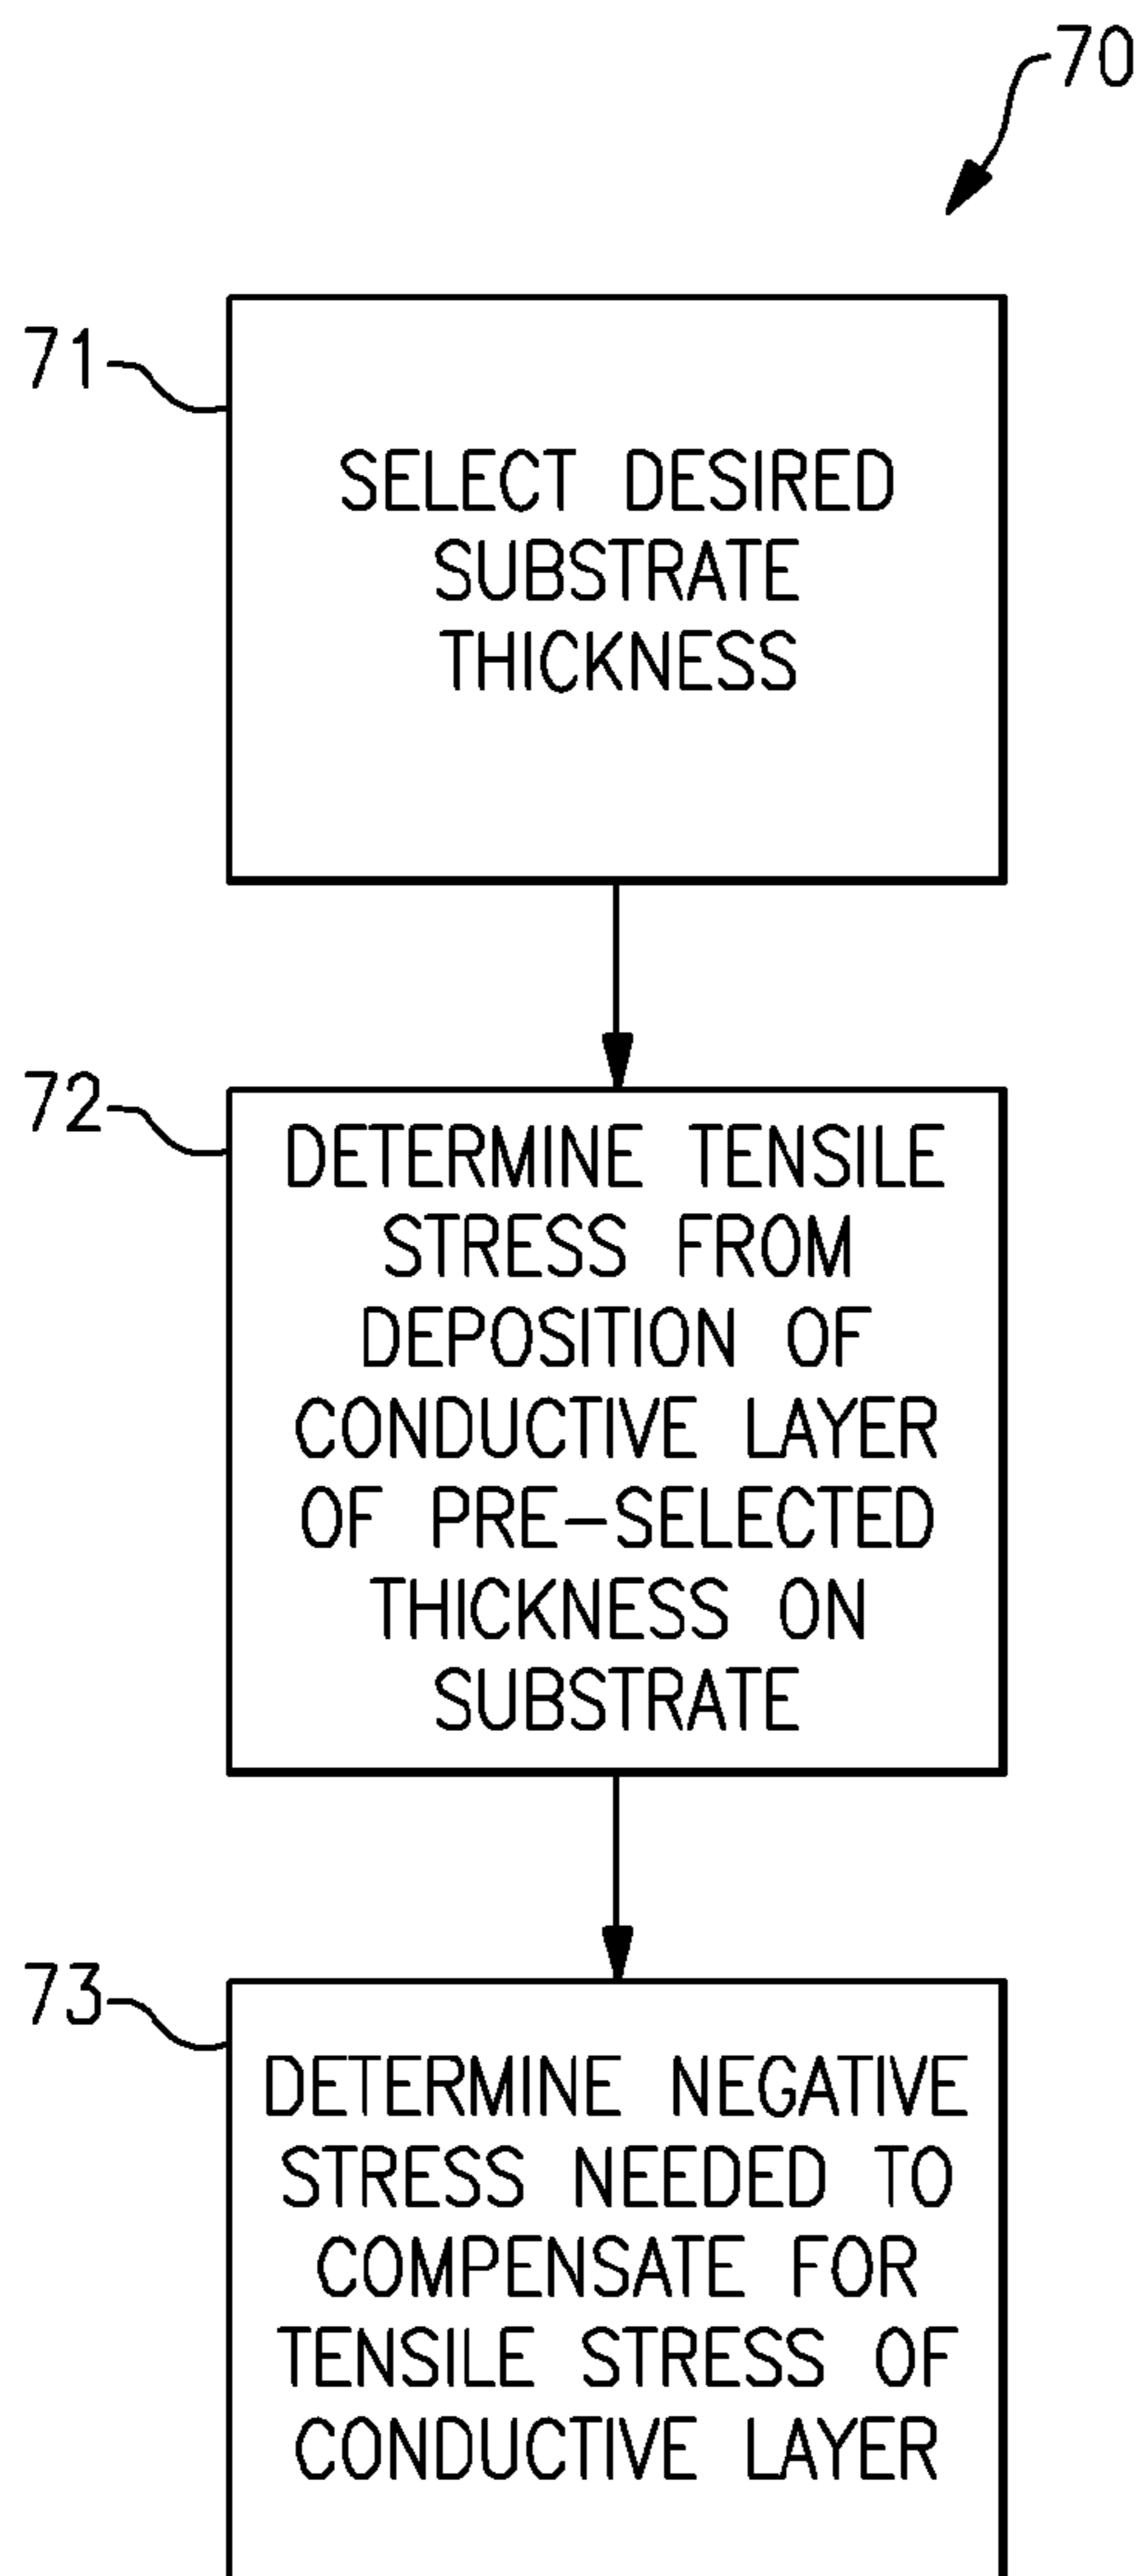 70
71
SELECT DESIRED
SUBSTRATE
THICKNESS
72
DETERMINE TENSILE
STRESS FROM
DEPOSITION OF
CONDUCTIVE LAYER
OF PRE-SELECTED
THICKNESS ON
SUBSTRATE
73
DETERMINE NEGATIVE
STRESS NEEDED TO
COMPENSATE FOR
TENSILE STRESS OF
CONDUCTIVE LAYER